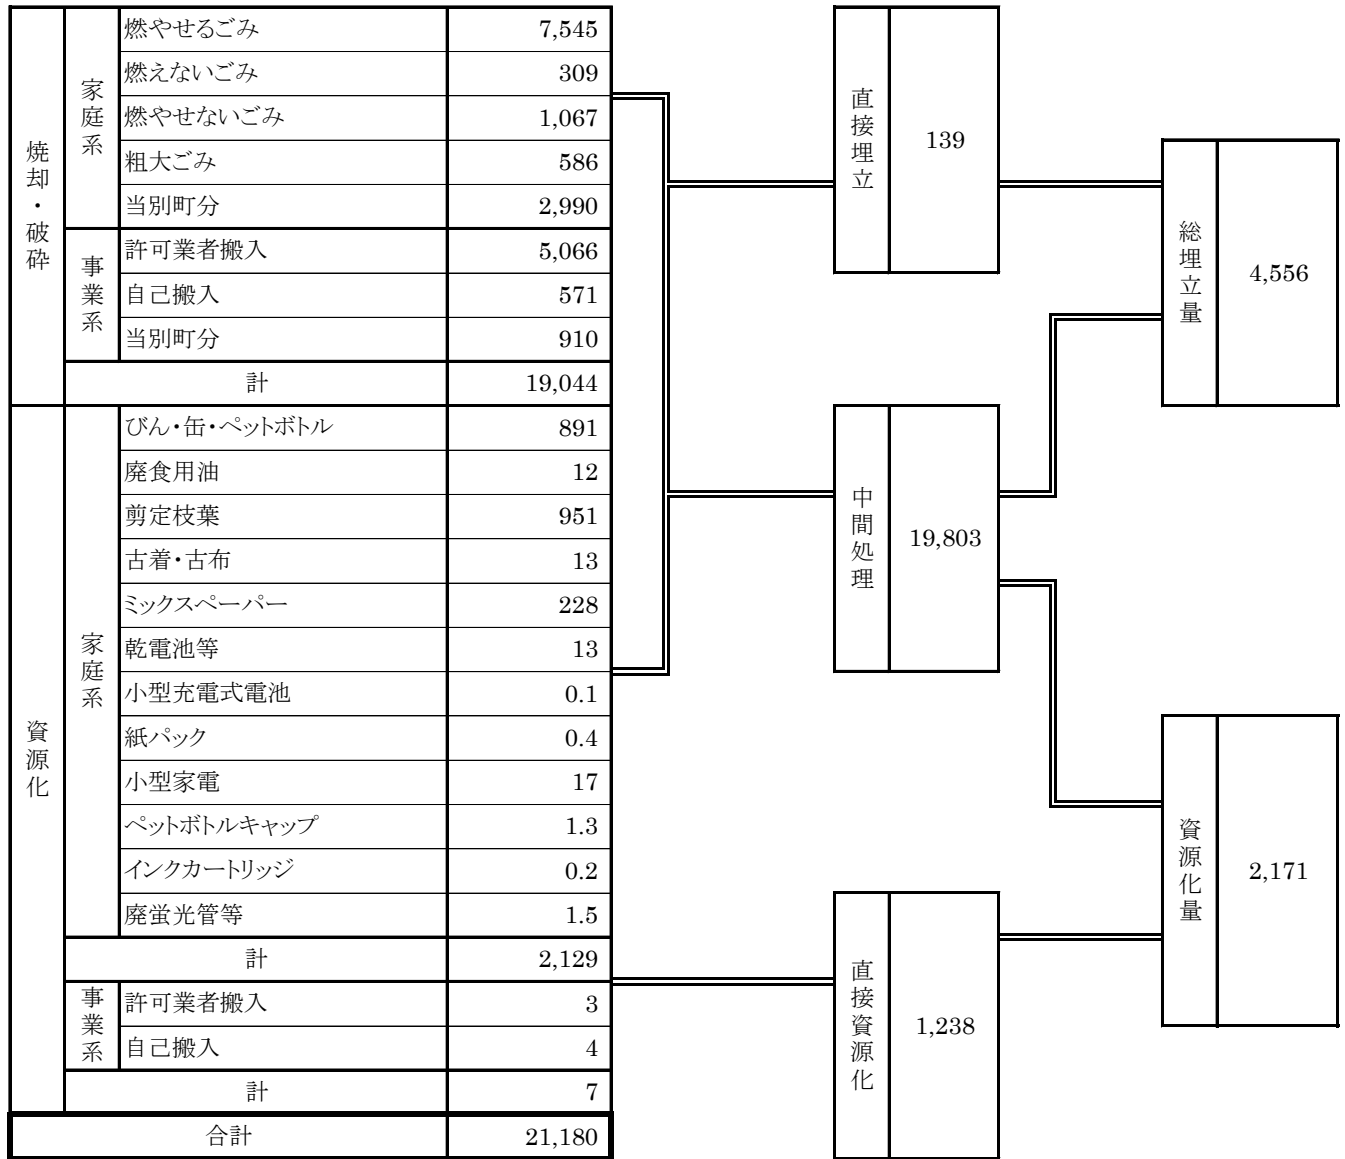 焼却・破砕
家庭系
燃やせるごみ 7,545
燃えないごみ 309
燃やせないごみ 1,067
粗大ごみ 586
当別町分 2,990
事業系
許可業者搬入 5,066
自己搬入 571
当別町分 910
計 19,044
資源化
家庭系
びん・缶・ペットボトル 891
廃食用油 12
剪定枝葉 951
古着・古布 13
ミックスペーパー 228
乾電池等 13
小型充電式電池 0.1
紙パック 0.4
小型家電 17
ペットボトルキャップ 1.3
インクカートリッジ 0.2
廃蛍光管等 1.5
計 2,129
事業系
許可業者搬入 3
自己搬入 4
計 7
合計 21,180
直接埋立 139
中間処理 19,803
直接資源化 1,238
総埋立量 4,556
資源化量 2,171